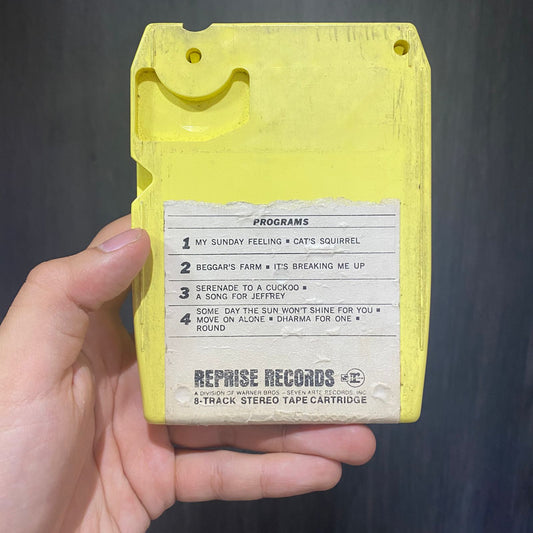 PROGRAMS
1 MY SUNDAY FEELING ■ CAT'S SQUIRREL
2 BEGGAR'S FARM ■ IT'S BREAKING ME UP
3 SERENADE TO A CUCKOO ■
A SONG FOR JEFFREY
4 SOME DAY THE SUN WON'T SHINE FOR YOU ■
MOVE ON ALONE ■ DHARMA FOR ONE ■
ROUND
REPRISE RECORDS
A DIVISION OF WARNER BROS.—SEVEN ARTS RECORDS, INC.
8-TRACK STEREO TAPE CARTRIDGE